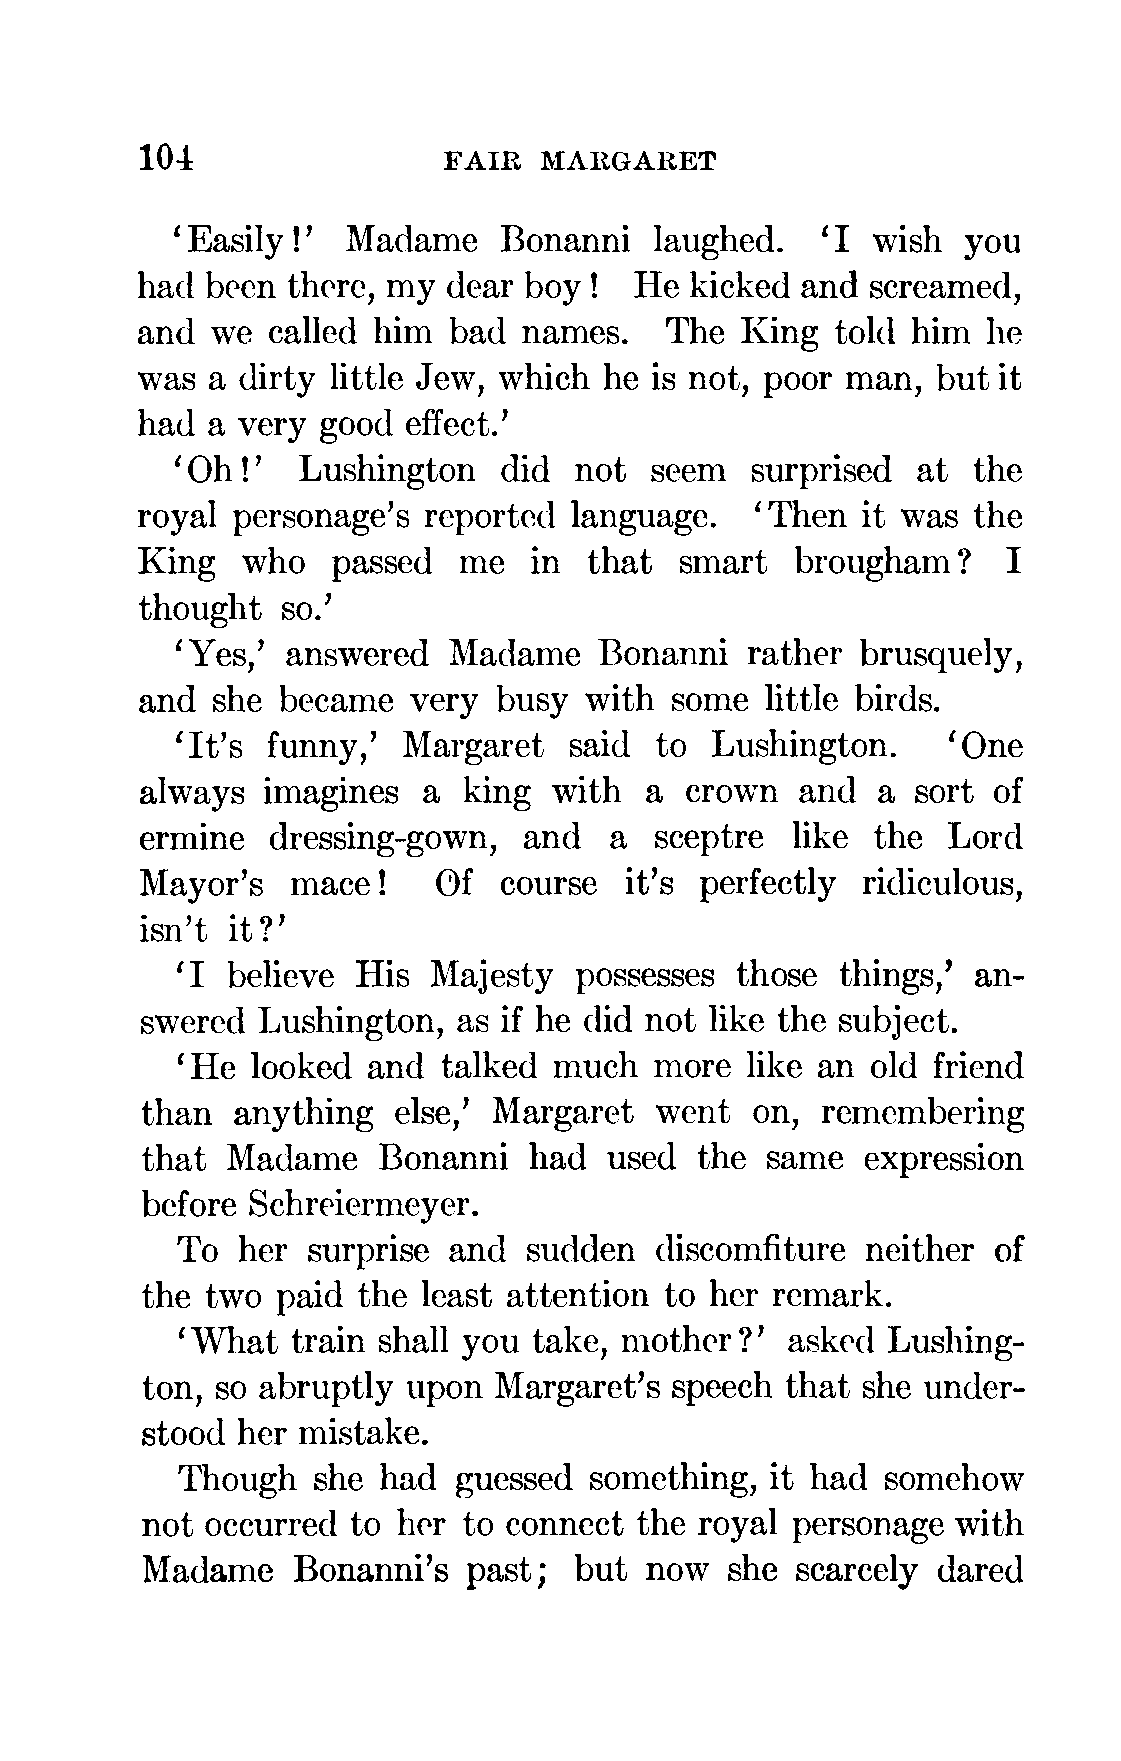 104 FAIR MARGARET
‘Easily!’ Madame Bonanni laughed. ‘I wish you
had been there, my dear boy! He kicked and screamed,
and we called him bad names. The King told him he
was a dirty little Jew, which he is not, poor man, but it
had a very good effect.’
‘Oh!’ Lushington did not seem surprised at the
royal personage’s reported language. ‘Then it was the
King who passed me in that smart brougham? I
thought so.’
‘Yes,’ answered Madame Bonanni rather brusquely,
and she became very busy with some little birds.
‘It’s funny,’ Margaret said to Lushington. ‘One
always imagines a king with a crown and a sort of
ermine dressing-gown, and a sceptre like the Lord
Mayor’s mace! Of course it’s perfectly ridiculous,
isn’t it?’
‘I believe His Majesty possesses those things,’ an-
swered Lushington, as if he did not like the subject.
‘He looked and talked much more like an old friend
than anything else,’ Margaret went on, remembering
that Madame Bonanni had used the same expression
before Schreiermeyer.
To her surprise and sudden discomfiture neither of
the two paid the least attention to her remark.
‘What train shall you take, mother?’ asked Lushing-
ton, so abruptly upon Margaret’s speech that she under-
stood her mistake.
Though she had guessed something, it had somehow
not occurred to her to connect the royal personage with
Madame Bonanni’s past; but now she scarcely dared